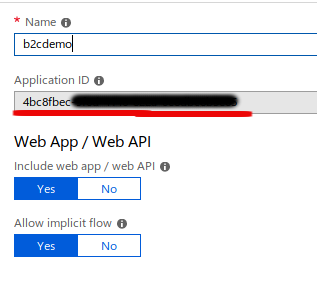 * Name
b2cdemo
Application ID
4bc8fbec
Web App / Web API
Include web app / web API
Yes No
Allow implicit flow
Yes No